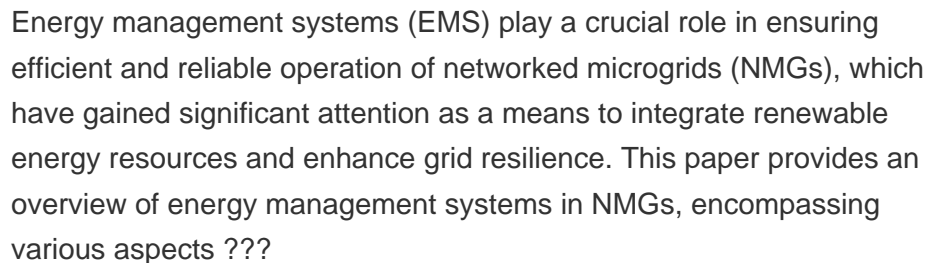 Energy management systems (EMS) play a crucial role in ensuring
efficient and reliable operation of networked microgrids (NMGs), which
have gained significant attention as a means to integrate renewable
energy resources and enhance grid resilience. This paper provides an
overview of energy management systems in NMGs, encompassing
various aspects ???